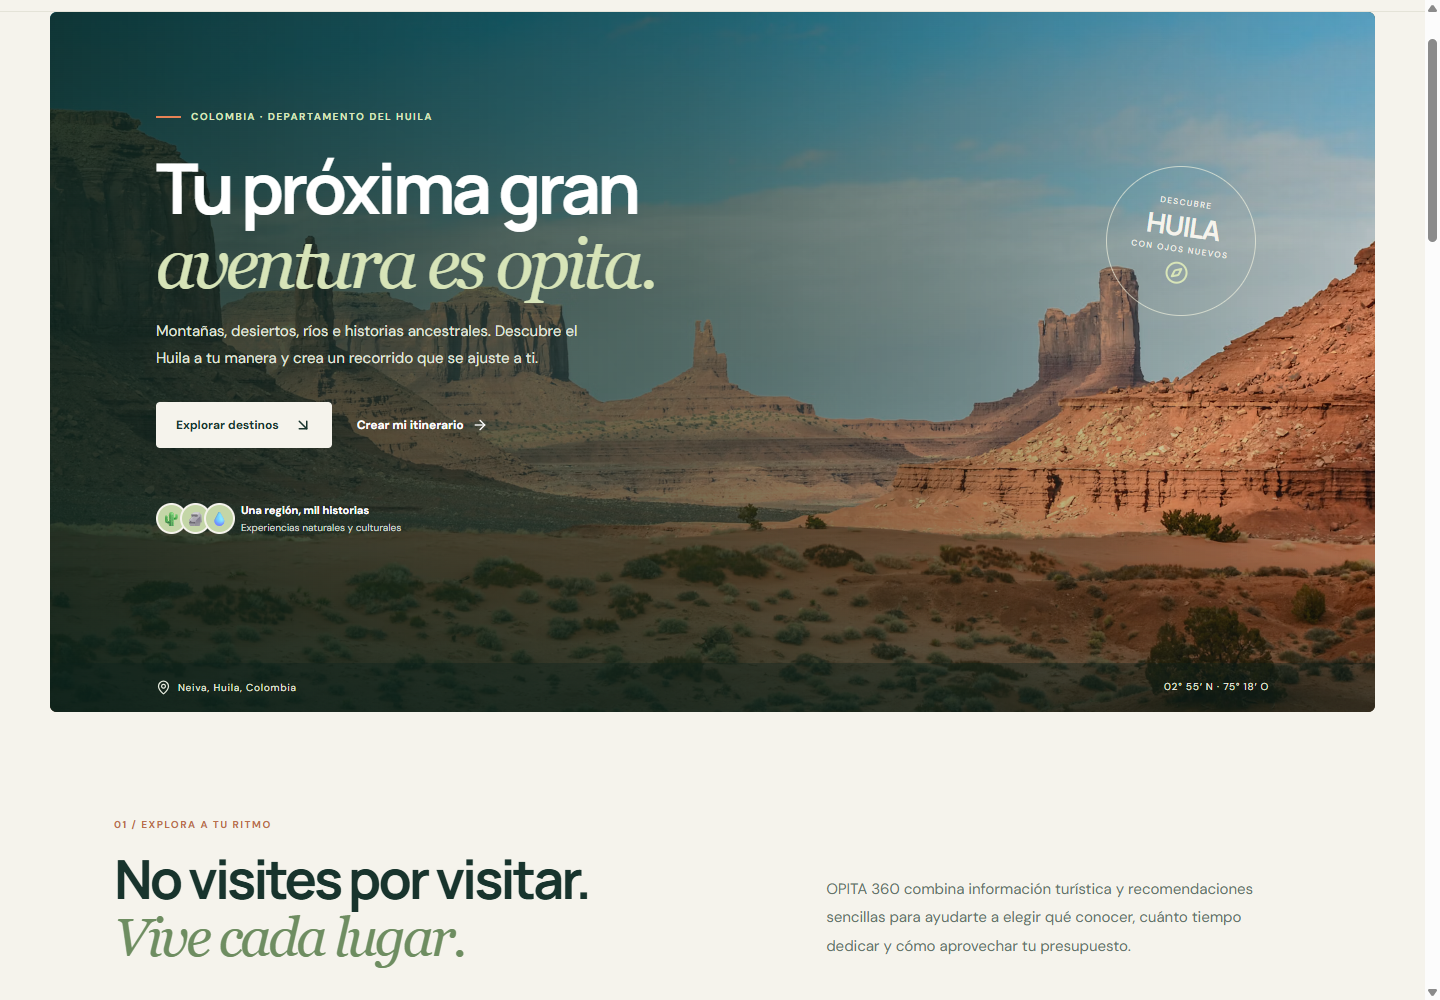 COLOMBIA · DEPARTAMENTO DEL HUILA
Tu próxima gran
aventura es opita.
Montañas, desiertos, ríos e historias ancestrales. Descubre el
Huila a tu manera y crea un recorrido que se ajuste a ti.
Explorar destinos
Crear mi itinerario
Una región, mil historias
Experiencias naturales y culturales
DESCUBRE
HUILA
CON OJOS NUEVOS
Neiva, Huila, Colombia
02° 55′ N · 75° 18′ O
01 / EXPLORA A TU RITMO
No visites por visitar.
Vive cada lugar.
OPITA 360 combina información turística y recomendaciones
sencillas para ayudarte a elegir qué conocer, cuánto tiempo
dedicar y cómo aprovechar tu presupuesto.